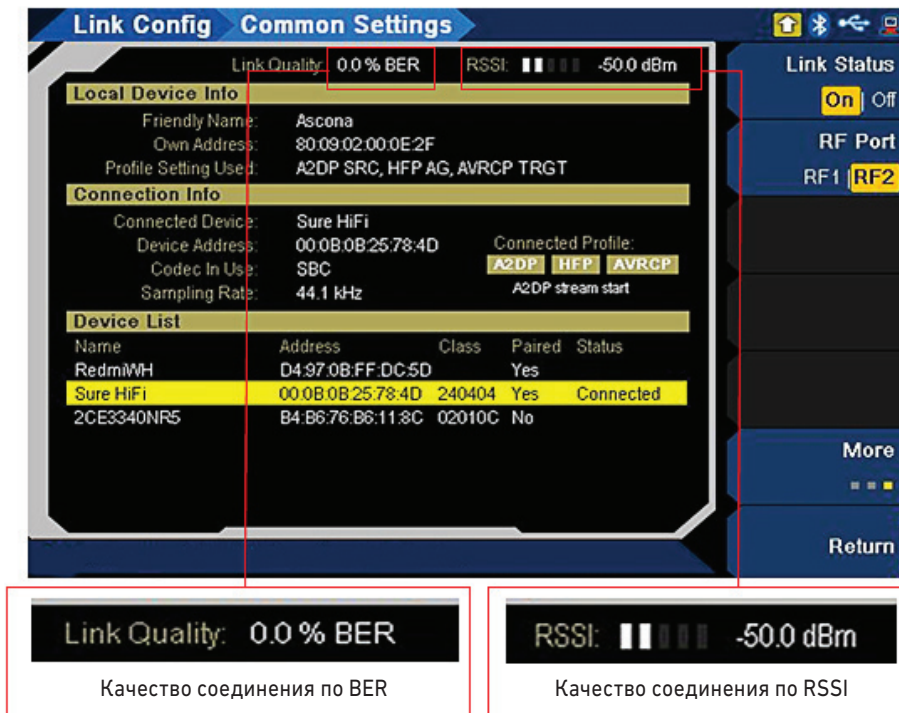 Link Config Common Settings
Link Quality: 0.0 % BER RSSI: -50.0 dBm
Local Device Info
Friendly Name: Ascona
Own Address: 80:09:02:00:0E:2F
Profile Setting Used: A2DP SRC, HFP AG, AVRCP TRGT
Connection Info
Connected Device: Sure HiFi
Device Address: 00:0B:0B:25:78:4D Connected Profile:
Codec In Use: SBC A2DP HFP AVRCP
Sampling Rate: 44.1 kHz A2DP stream start
Device List
Name Address Class Paired Status
RedmiWH D4:97:0B:FF:DC:5D Yes
Sure HiFi 00:0B:0B:25:78:4D 240404 Yes Connected
2CE3340NR5 B4:B6:76:B6:11:8C 02010C No
Link Status
On | Off
RF Port
RF1 | RF2
More
Return
Link Quality: 0.0 % BER
Качество соединения по BER
RSSI: -50.0 dBm
Качество соединения по RSSI